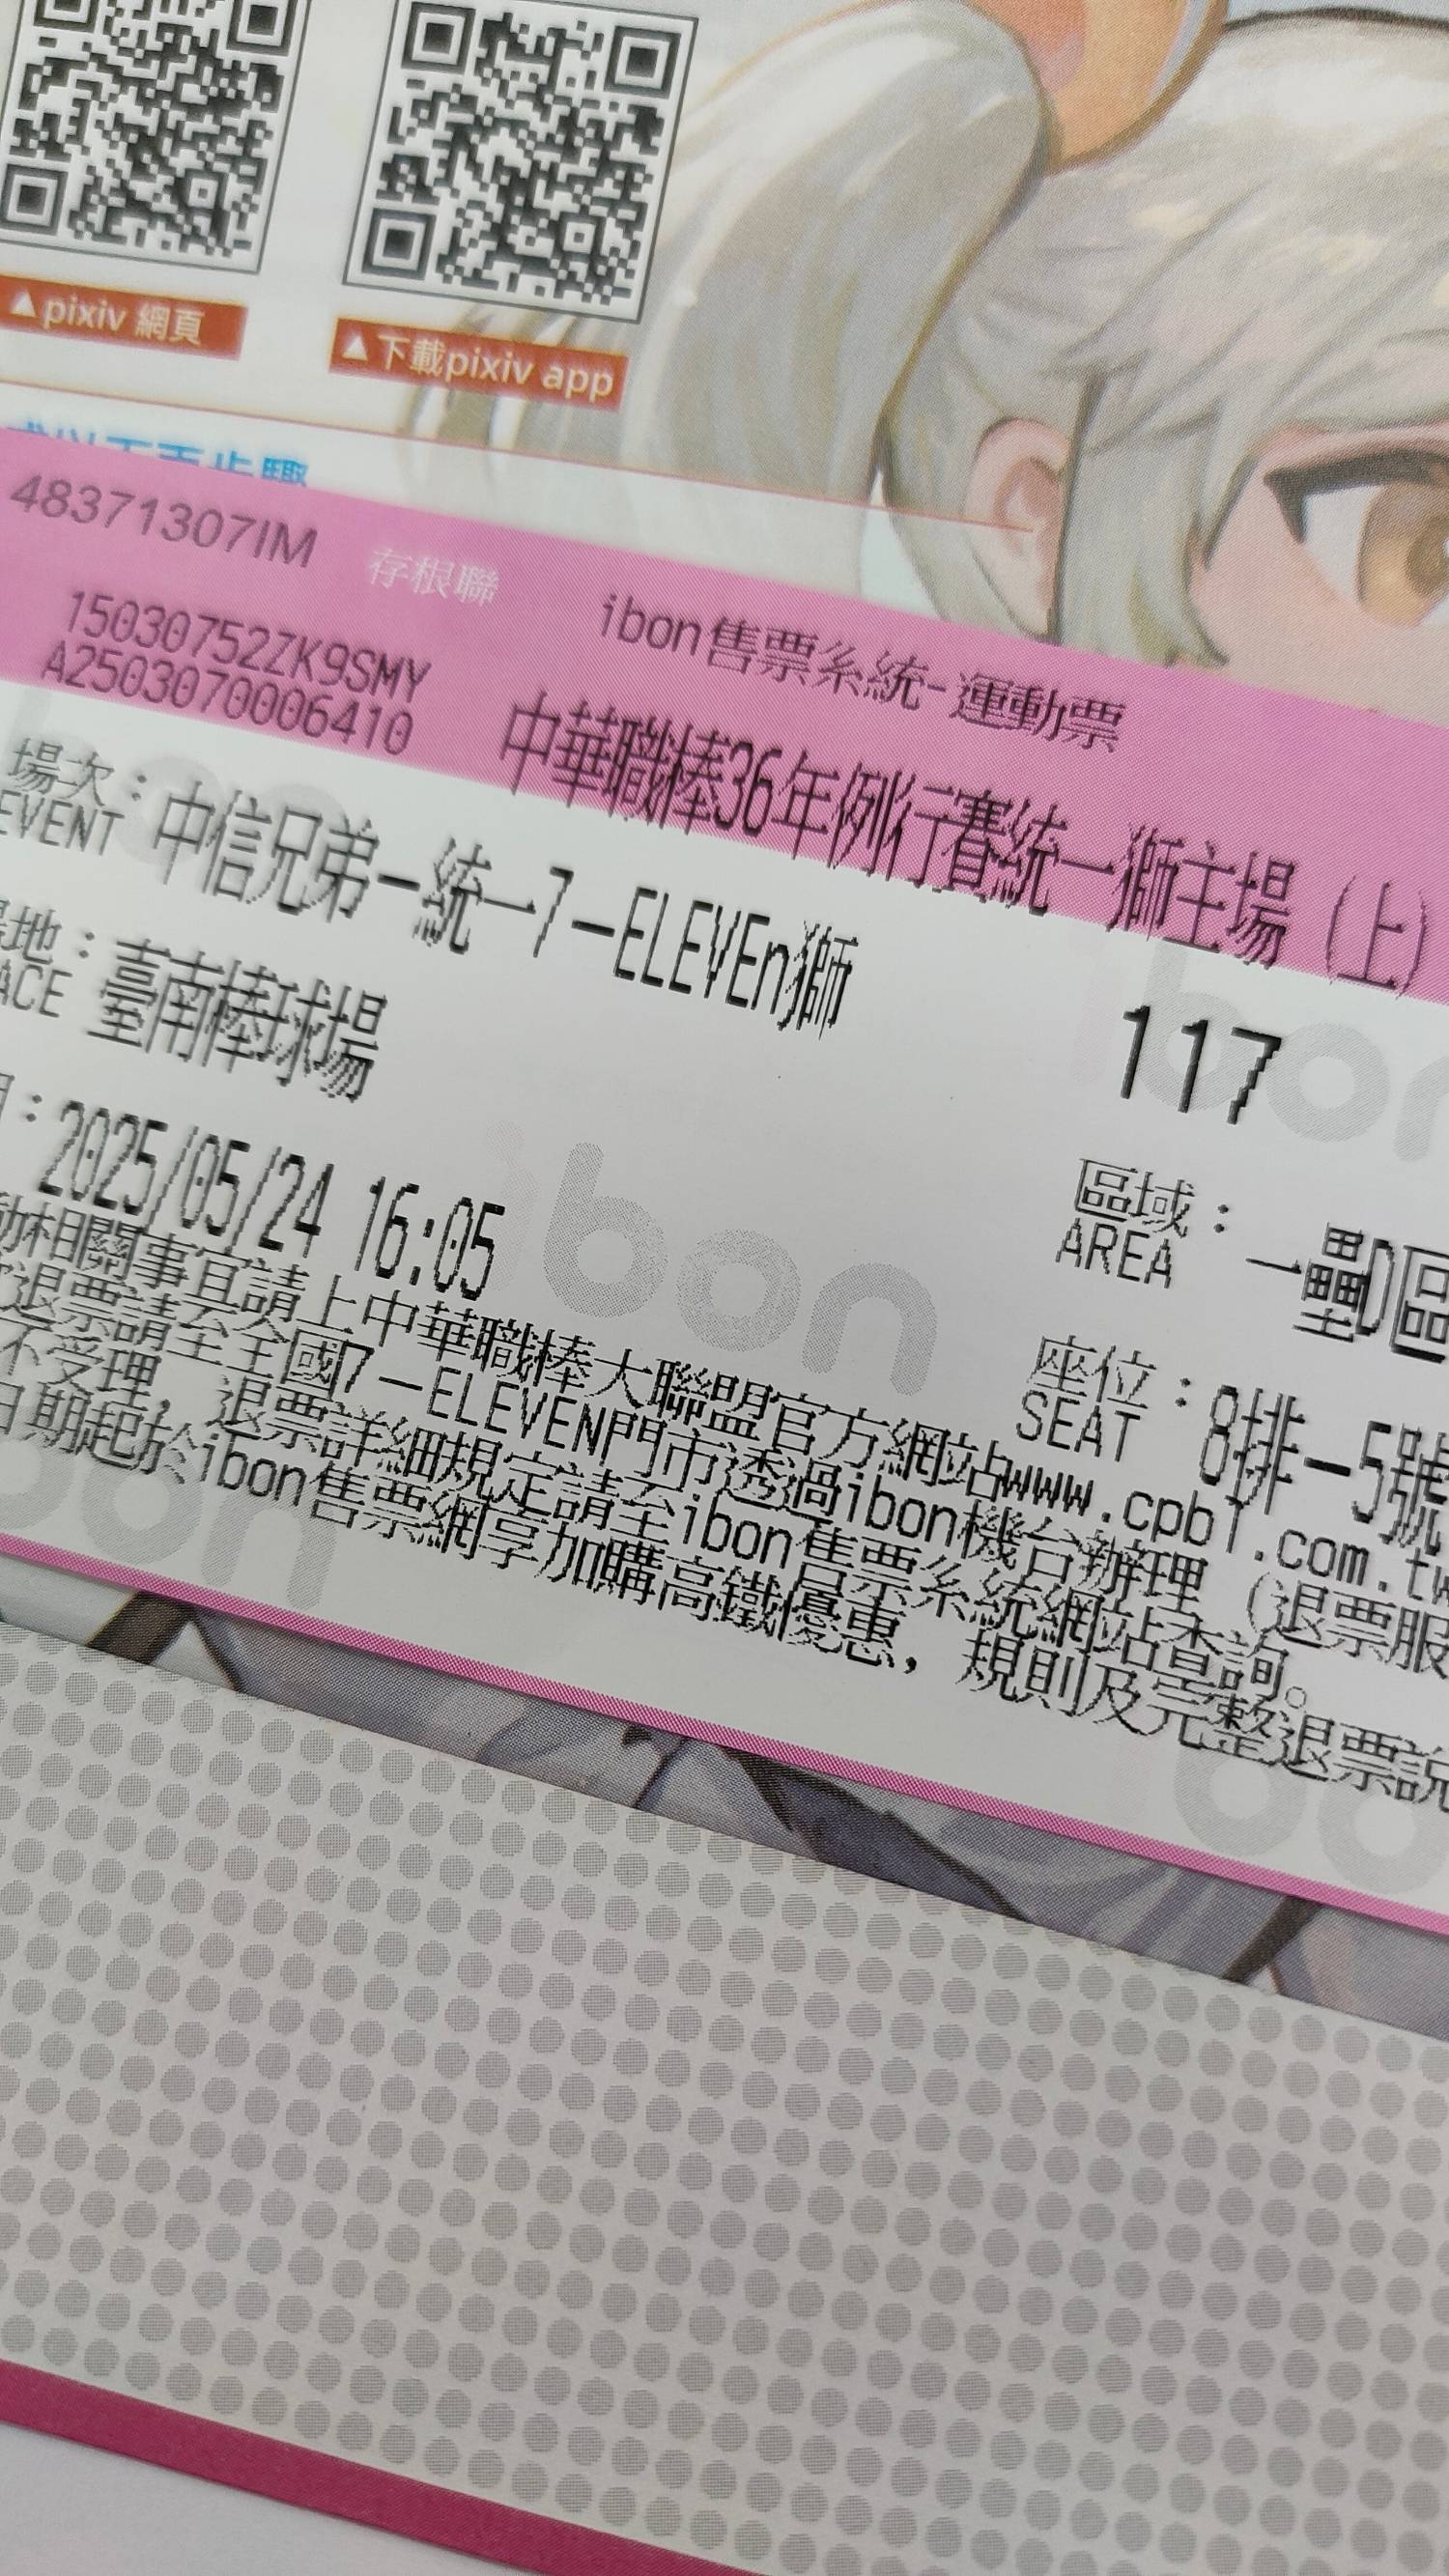 ▲pixiv 網頁
▲下載pixiv app
48371307IM
存根聯
ibon售票系統-運動票
15030752ZK9SMY
A2503070006410
中華職棒36年例行賽統一獅主場（上）
場次：中信兄弟－統一7－ELEVEn獅
EVENT
117
地：臺南棒球場
ACE
：2025/05/24 16:05
區域：一壘D區
AREA
座位：8排－5號
SEAT
相關事宜請上中華職棒大聯盟官方網站www.cpbl.com.tw
退票請至全國7－ELEVEN門市透過ibon機台辦理（退票服
不受理，退票詳細規定請至ibon售票系統網站查詢。
日期起於ibon售票網享加購高鐵優惠，規則及完整退票說
ibon